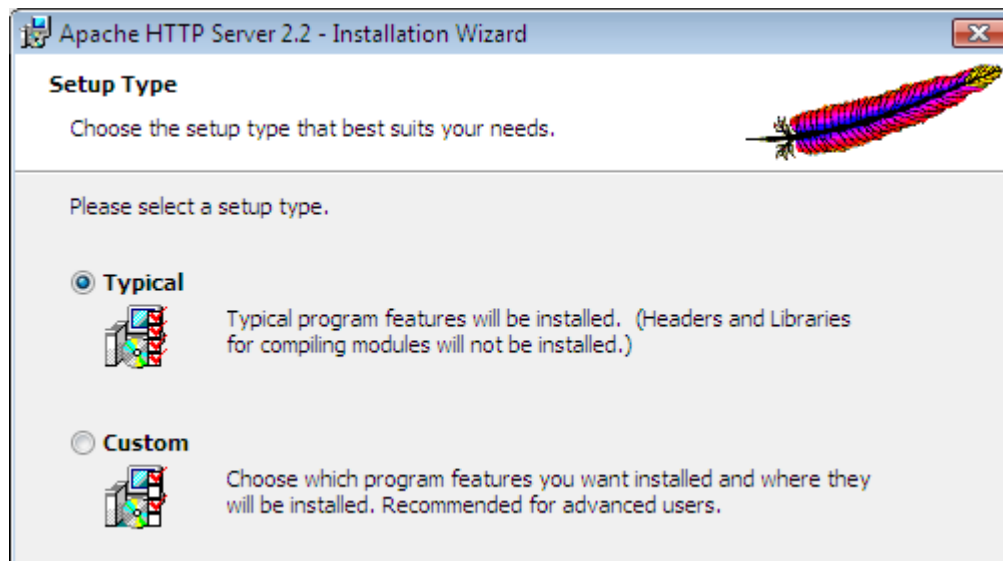 Apache HTTP Server 2.2 - Installation Wizard
Setup Type
Choose the setup type that best suits your needs.
Please select a setup type.
Typical
Typical program features will be installed.  (Headers and Libraries
for compiling modules will not be installed.)
Custom
Choose which program features you want installed and where they
will be installed. Recommended for advanced users.